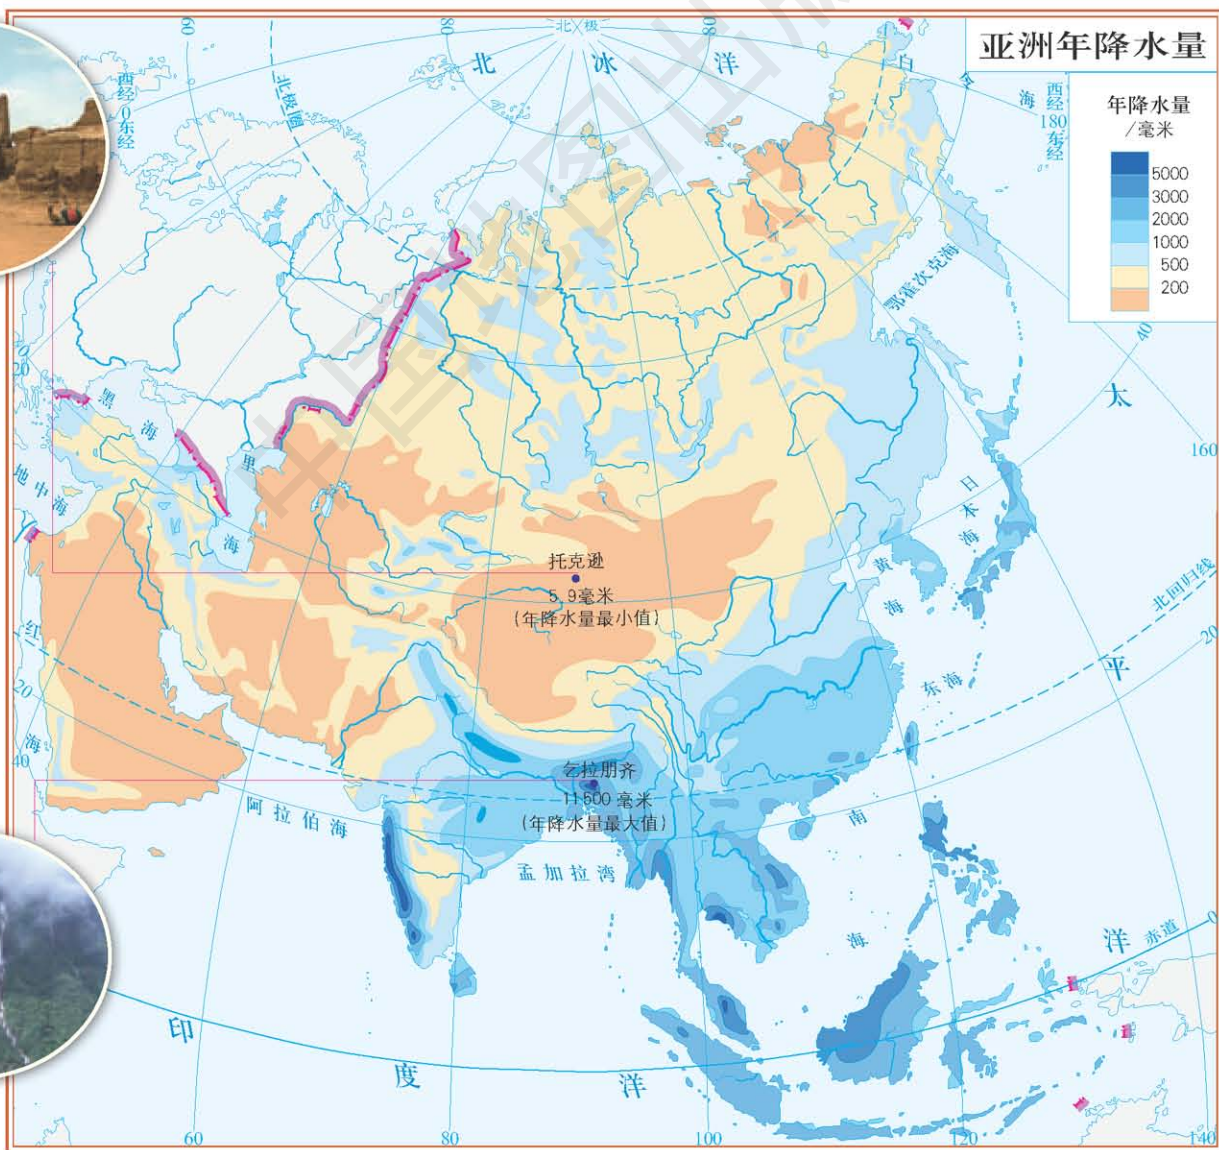 亚洲年降水量
年降水量
/毫米
5000
3000
2000
1000
500
200
60
80
北极
80
北冰洋
白令海
西经 0 东经
西经 180 东经
北极圈
鄂霍次克海
40
太平洋
160
20
黑海
里海
地中海
日本海
托克逊
5.9毫米
(年降水量最小值)
黄海
北回归线
20
红海
20
东海
40
乞拉朋齐
11500 毫米
(年降水量最大值)
阿拉伯海
孟加拉湾
南海
0
赤道
印度洋
60
80
100
120
140